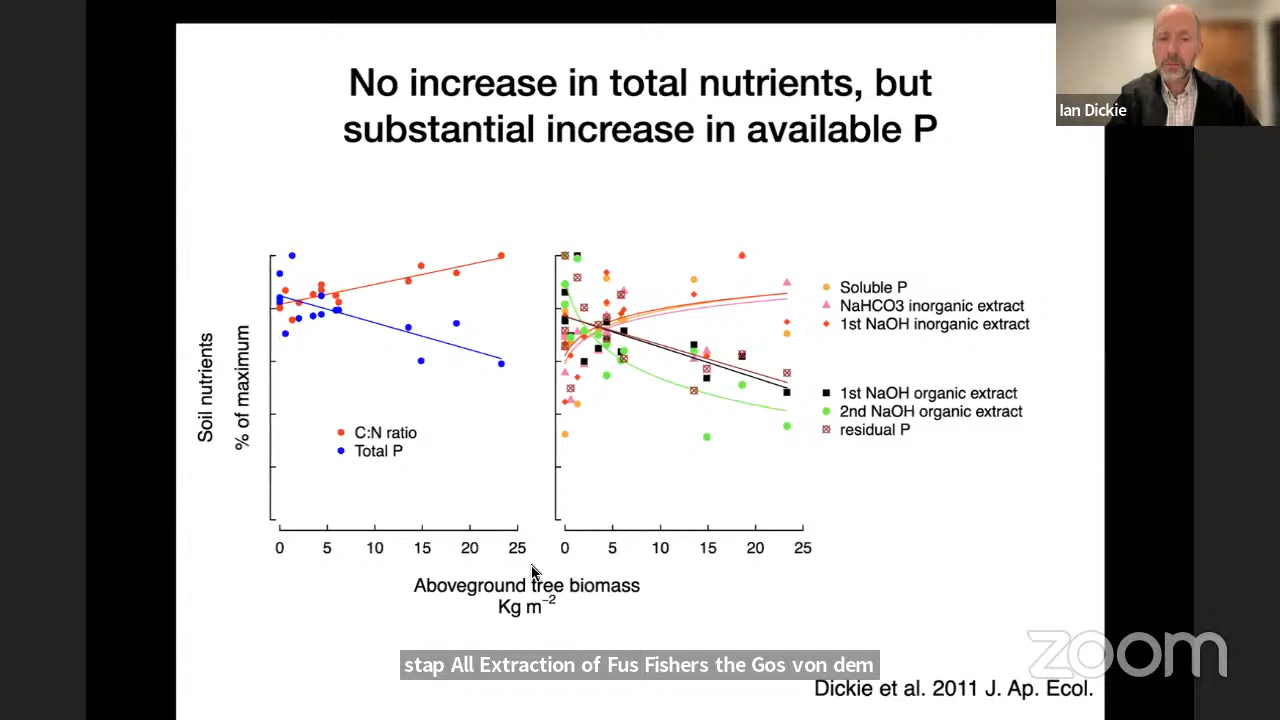 No increase in total nutrients, but
substantial increase in available P
Ian Dickie
Soil nutrients
% of maximum
C:N ratio
Total P
0 5 10 15 20 25
Soluble P
NaHCO3 inorganic extract
1st NaOH inorganic extract
1st NaOH organic extract
2nd NaOH organic extract
residual P
0 5 10 15 20 25
Aboveground tree biomass
Kg m⁻²
stap All Extraction of Fus Fishers the Gos von dem
zoom
Dickie et al. 2011 J. Ap. Ecol.